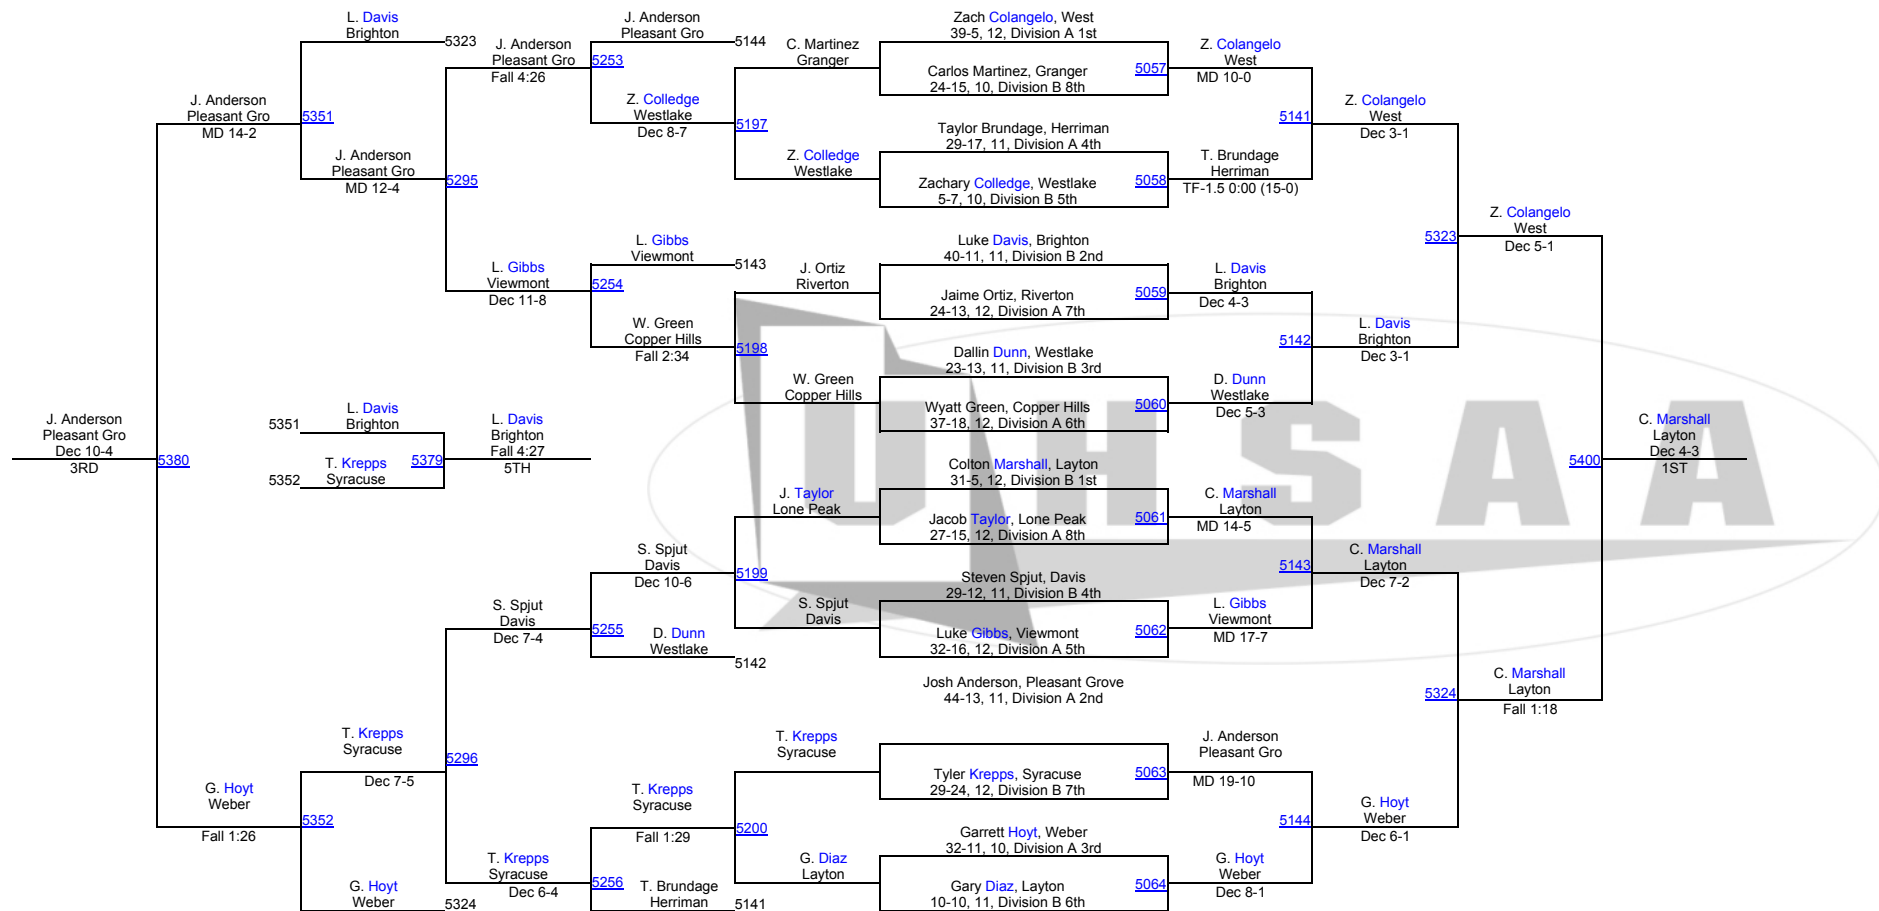 L. Davis
Brighton
5323
J. Anderson
Pleasant Gro
Fall 4:26
J. Anderson
Pleasant Gro
5144
5253
Z. Colledge
Westlake
Dec 8-7
C. Martinez
Granger
5197
Z. Colledge
Westlake
Zach Colangelo, West
39-5, 12, Division A 1st
Carlos Martinez, Granger
24-15, 10, Division B 8th
5057
Z. Colangelo
West
MD 10-0
Taylor Brundage, Herriman
29-17, 11, Division A 4th
Zachary Colledge, Westlake
5-7, 10, Division B 5th
5058
T. Brundage
Herriman
TF-1.5 0:00 (15-0)
5141
Z. Colangelo
West
Dec 3-1
J. Anderson
Pleasant Gro
MD 14-2
5351
J. Anderson
Pleasant Gro
MD 12-4
5295
L. Gibbs
Viewmont
Dec 11-8
L. Gibbs
Viewmont
5143
5254
W. Green
Copper Hills
Fall 2:34
J. Ortiz
Riverton
5198
W. Green
Copper Hills
Luke Davis, Brighton
40-11, 11, Division B 2nd
Jaime Ortiz, Riverton
24-13, 12, Division A 7th
5059
L. Davis
Brighton
Dec 4-3
Dallin Dunn, Westlake
23-13, 11, Division B 3rd
Wyatt Green, Copper Hills
37-18, 12, Division A 6th
5060
D. Dunn
Westlake
Dec 5-3
5142
L. Davis
Brighton
Dec 3-1
5323
Z. Colangelo
West
Dec 5-1
J. Anderson
Pleasant Gro
Dec 10-4
3RD
5380
5351
L. Davis
Brighton
5352
T. Krepps
Syracuse
5379
L. Davis
Brighton
Fall 4:27
5TH
UHSAA
5400
C. Marshall
Layton
Dec 4-3
1ST
J. Taylor
Lone Peak
S. Spjut
Davis
Dec 10-6
5199
S. Spjut
Davis
Colton Marshall, Layton
31-5, 12, Division B 1st
Jacob Taylor, Lone Peak
27-15, 12, Division A 8th
5061
C. Marshall
Layton
MD 14-5
Steven Spjut, Davis
29-12, 11, Division B 4th
Luke Gibbs, Viewmont
32-16, 12, Division A 5th
5062
L. Gibbs
Viewmont
MD 17-7
5143
C. Marshall
Layton
Dec 7-2
S. Spjut
Davis
Dec 7-4
5255
D. Dunn
Westlake
5142
Josh Anderson, Pleasant Grove
44-13, 11, Division A 2nd
5324
C. Marshall
Layton
Fall 1:18
T. Krepps
Syracuse
Dec 7-5
5296
T. Krepps
Syracuse
Tyler Krepps, Syracuse
29-24, 12, Division B 7th
5063
J. Anderson
Pleasant Gro
MD 19-10
G. Hoyt
Weber
Fall 1:26
5352
T. Krepps
Syracuse
Fall 1:29
5200
Garrett Hoyt, Weber
32-11, 10, Division A 3rd
5144
G. Hoyt
Weber
Dec 6-1
G. Hoyt
Weber
5324
T. Krepps
Syracuse
Dec 6-4
5256
T. Brundage
Herriman
5141
G. Diaz
Layton
Gary Diaz, Layton
10-10, 11, Division B 6th
5064
G. Hoyt
Weber
Dec 8-1